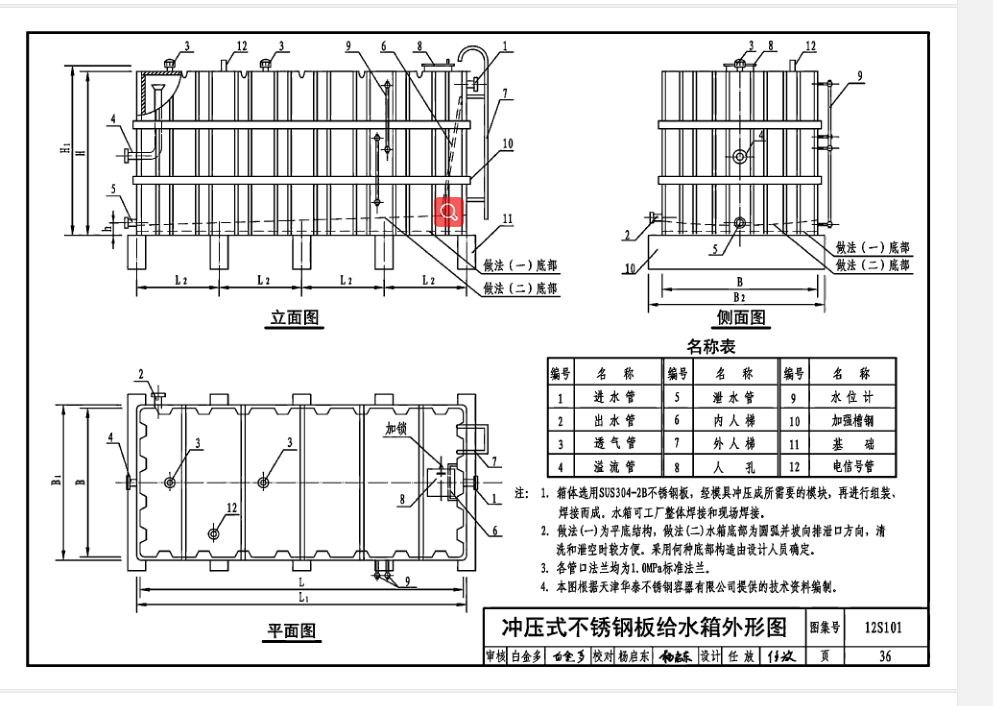 3 12 3 9 6 8 1
3 8 12
9
4
7
4
H1 H
10
5
h
11
2
5
10
做法(一)底部
做法(二)底部
做法(一)底部
做法(二)底部
L2 L2 L2 L2
B
B2
立面图
侧面图
名称表
编号 名 称 编号 名 称 编号 名 称
1 进水管 5 泄水管 9 水位计
2 出水管 6 内人梯 10 加强槽钢
3 透气管 7 外人梯 11 基 础
4 溢流管 8 人 孔 12 电信号管
2
加锁
4 3 3
7
B1 B
8 1
12
6
9
L
L1
平面图
注: 1. 箱体选用SUS304-2B不锈钢板,经模具冲压成所需要的模块,再进行组装、
焊接而成。水箱可工厂整体焊接和现场焊接。
2. 做法(一)为平底结构,做法(二)水箱底部为圆弧并坡向排泄口方向,清
洗和泄空时较方便。采用何种底部构造由设计人员确定。
3. 各管口法兰均为1.0MPa标准法兰。
4. 本图根据天津华泰不锈钢容器有限公司提供的技术资料编制。
冲压式不锈钢板给水箱外形图 图集号 12S101
审核 白金多 白金多 校对 杨启东 杨启东 设计 任放 任放 页 36